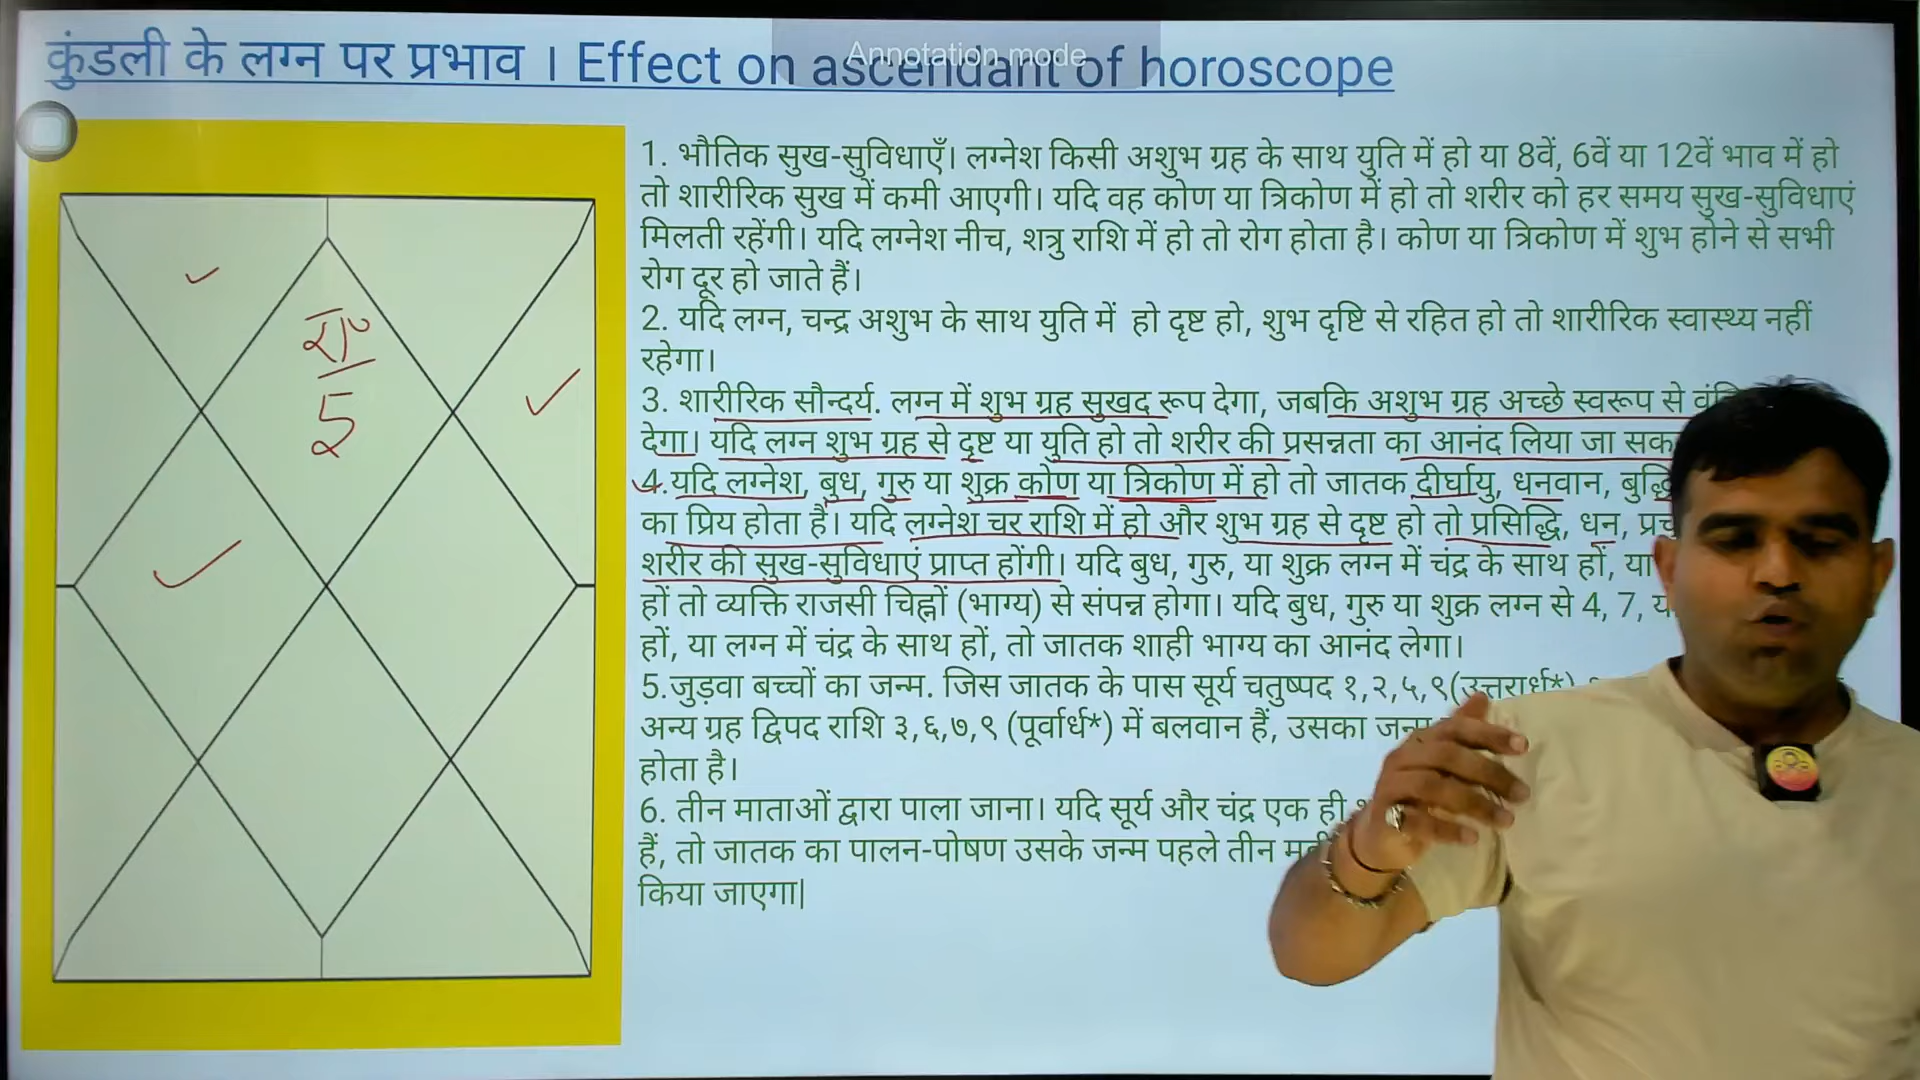 कुंडली के लग्न पर प्रभाव । Effect on ascendant of horoscope
Annotation mode
1. भौतिक सुख-सुविधाएँ। लग्नेश किसी अशुभ ग्रह के साथ युति में हो या 8वें, 6वें या 12वें भाव में हो
तो शारीरिक सुख में कमी आएगी। यदि वह कोण या त्रिकोण में हो तो शरीर को हर समय सुख-सुविधाएं
मिलती रहेंगी। यदि लग्नेश नीच, शत्रु राशि में हो तो रोग होता है। कोण या त्रिकोण में शुभ होने से सभी
रोग दूर हो जाते हैं।
2. यदि लग्न, चन्द्र अशुभ के साथ युति में हो दृष्ट हो, शुभ दृष्टि से रहित हो तो शारीरिक स्वास्थ्य नहीं
रहेगा।
3. शारीरिक सौन्दर्य. लग्न में शुभ ग्रह सुखद रूप देगा, जबकि अशुभ ग्रह अच्छे स्वरूप से
देगा। यदि लग्न शुभ ग्रह से दृष्ट या युति हो तो शरीर की प्रसन्नता का आनंद लिया जा
4.यदि लग्नेश, बुध, गुरु या शुक्र कोण या त्रिकोण में हो तो जातक दीर्घायु, धनवान,
का प्रिय होता है। यदि लग्नेश चर राशि में हो और शुभ ग्रह से दृष्ट हो तो प्रसिद्धि, धन,
शरीर की सुख-सुविधाएं प्राप्त होंगी। यदि बुध, गुरु, या शुक्र लग्न में चंद्र के साथ हों, या
हों तो व्यक्ति राजसी चिह्नों (भाग्य) से संपन्न होगा। यदि बुध, गुरु या शुक्र लग्न से 4, 7,
हों, या लग्न में चंद्र के साथ हों, तो जातक शाही भाग्य का आनंद लेगा।
5.जुड़वा बच्चों का जन्म. जिस जातक के पास सूर्य चतुष्पद १,२,५,९(उत्तरार्ध*)
अन्य ग्रह द्विपद राशि ३,६,७,९ (पूर्वार्ध*) में बलवान हैं, उसका
होता है।
6. तीन माताओं द्वारा पाला जाना। यदि सूर्य और चंद्र एक ही
हैं, तो जातक का पालन-पोषण उसके जन्म पहले तीन
किया जाएगा|
रा०
5